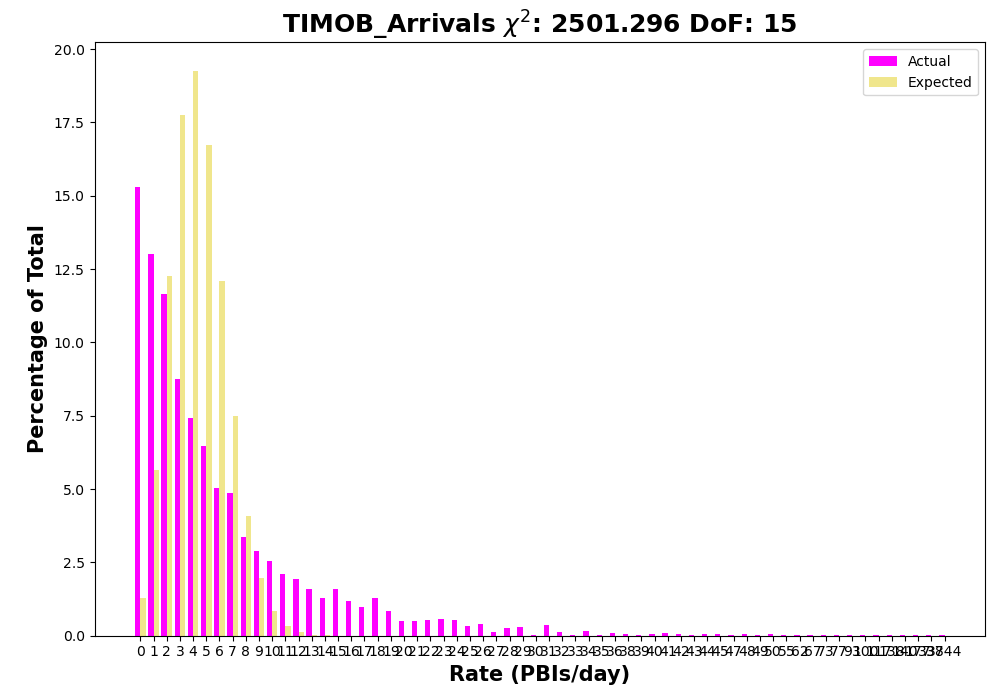 TIMOB_Arrivals χ²: 2501.296 DoF: 15
Actual
Expected
20.0
17.5
15.0
12.5
10.0
7.5
5.0
2.5
0.0
Percentage of Total
0 1 2 3 4 5 6 7 8 9 10 11 12 13 14 15 16 17 18 19 20 21 22 23 24 25 26 27 28 29 30 31 32 33 34 35 36 38 39 40 41 42 43 44 45 47 48 49 50 55 62 67 73 77 93
Rate (PBIs/day)